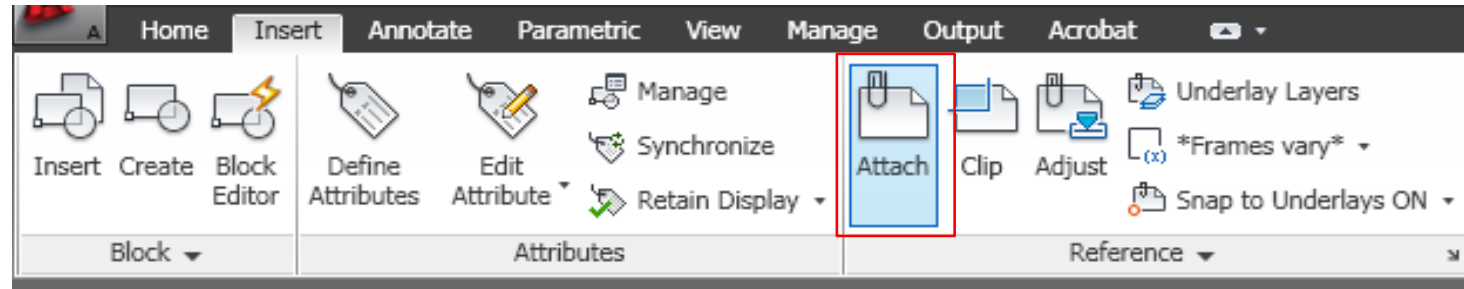 A Home Insert Annotate Parametric View Manage Output Acrobat
Insert Create Block Editor
Define Attributes Edit Attribute
Manage
Synchronize
Retain Display
Attach Clip Adjust
Underlay Layers
(x) *Frames vary*
Snap to Underlays ON
Block Attributes Reference